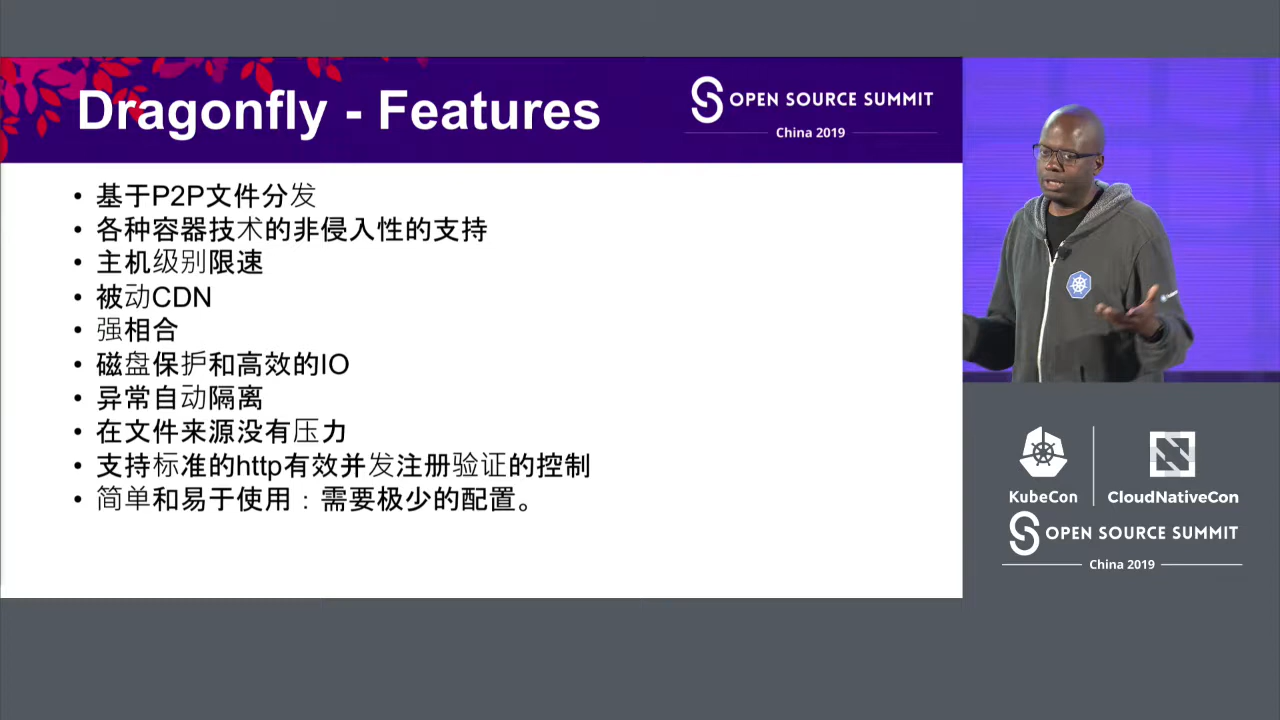 Dragonfly - Features
OPEN SOURCE SUMMIT
China 2019
• 基于P2P文件分发
• 各种容器技术的非侵入性的支持
• 主机级别限速
• 被动CDN
• 强相合
• 磁盘保护和高效的IO
• 异常自动隔离
• 在文件来源没有压力
• 支持标准的http有效并发注册验证的控制
• 简单和易于使用：需要极少的配置。
KubeCon
CloudNativeCon
OPEN SOURCE SUMMIT
China 2019